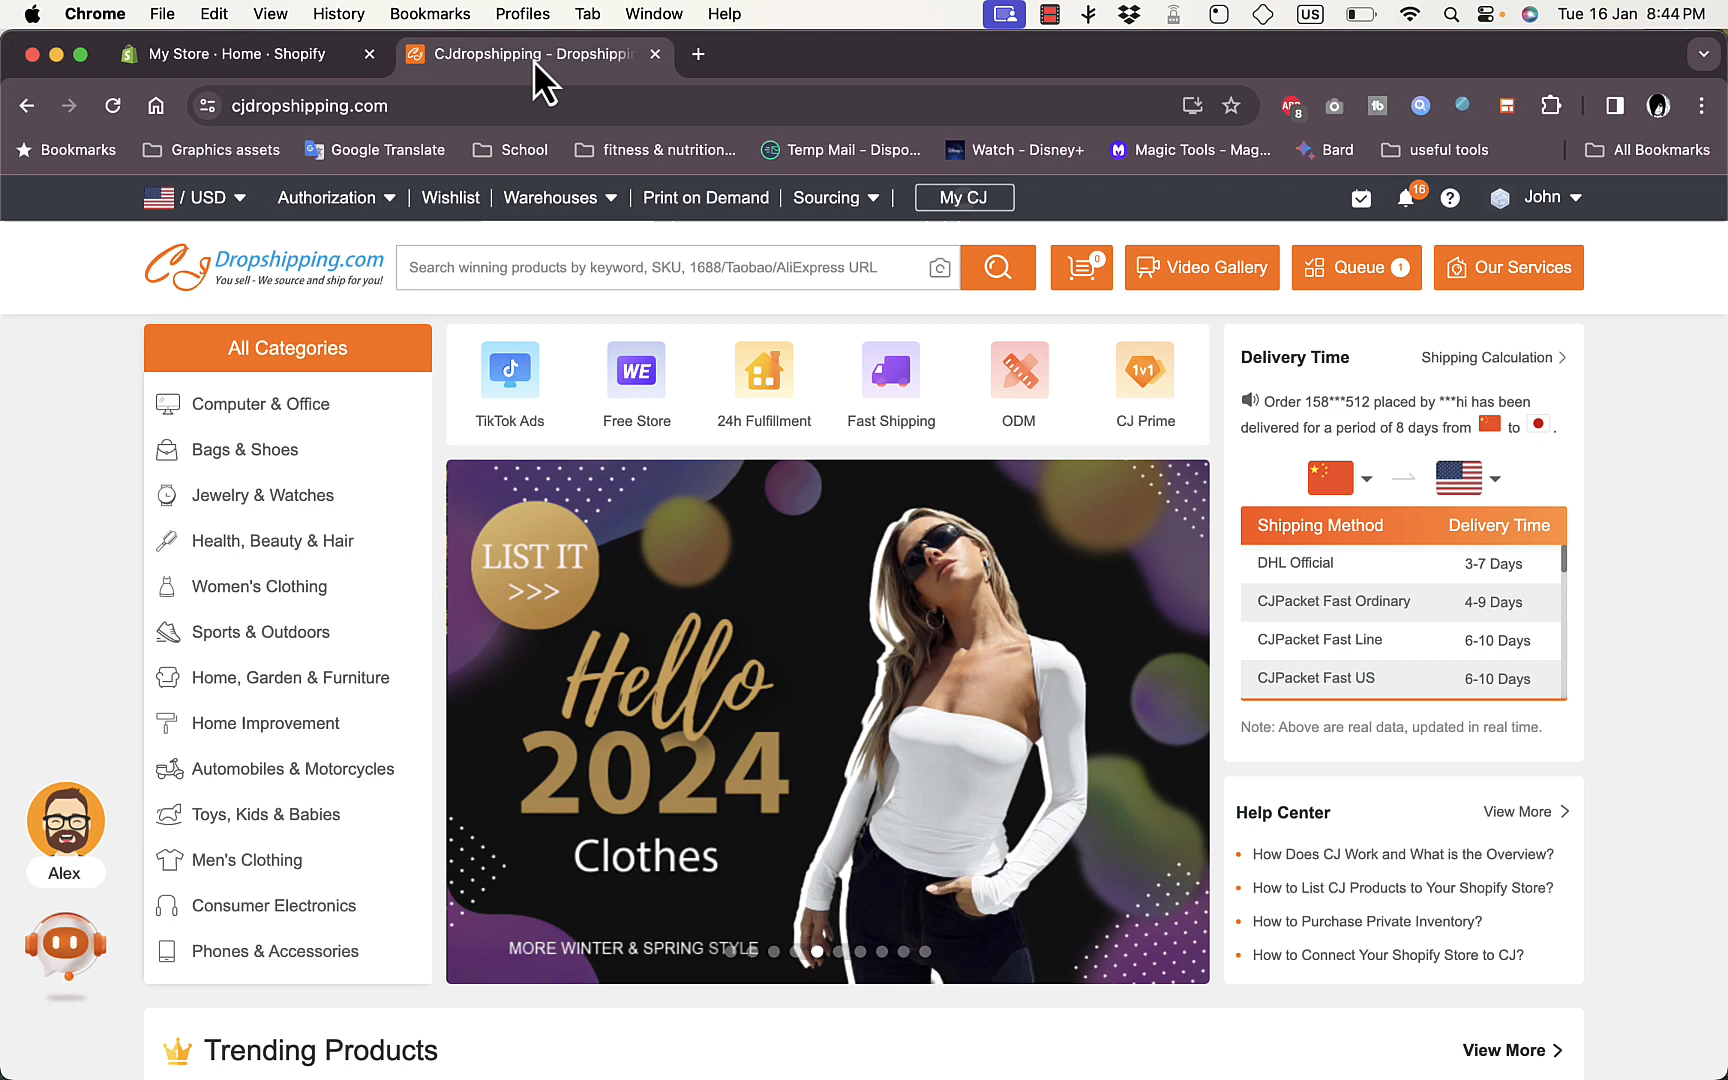 Chrome File Edit View History Bookmarks Profiles Tab Window Help US Tue 16 Jan 8:44 PM
My Store · Home · Shopify CJdropshipping - Dropshippin
cjdropshipping.com ABP 8 tb
Bookmarks Graphics assets Google Translate School fitness & nutrition... Temp Mail - Dispo... Watch - Disney+ Magic Tools - Mag... Bard useful tools All Bookmarks
/ USD Authorization Wishlist Warehouses Print on Demand Sourcing My CJ 16 John
CJ Dropshipping.com
You sell - We source and ship for you!
Search winning products by keyword, SKU, 1688/Taobao/AliExpress URL
0 Video Gallery Queue 1 Our Services
All Categories
Computer & Office
Bags & Shoes
Jewelry & Watches
Health, Beauty & Hair
Women's Clothing
Sports & Outdoors
Home, Garden & Furniture
Home Improvement
Automobiles & Motorcycles
Toys, Kids & Babies
Men's Clothing
Consumer Electronics
Phones & Accessories
Alex
WE 1v1
TikTok Ads Free Store 24h Fulfillment Fast Shipping ODM CJ Prime
LIST IT
>>>
Hello
2024
Clothes
MORE WINTER & SPRING STYLE
Delivery Time Shipping Calculation
Order 158***512 placed by ***hi has been
delivered for a period of 8 days from to .
Shipping Method Delivery Time
DHL Official 3-7 Days
CJPacket Fast Ordinary 4-9 Days
CJPacket Fast Line 6-10 Days
CJPacket Fast US 6-10 Days
Note: Above are real data, updated in real time.
Help Center View More
How Does CJ Work and What is the Overview?
How to List CJ Products to Your Shopify Store?
How to Purchase Private Inventory?
How to Connect Your Shopify Store to CJ?
Trending Products View More